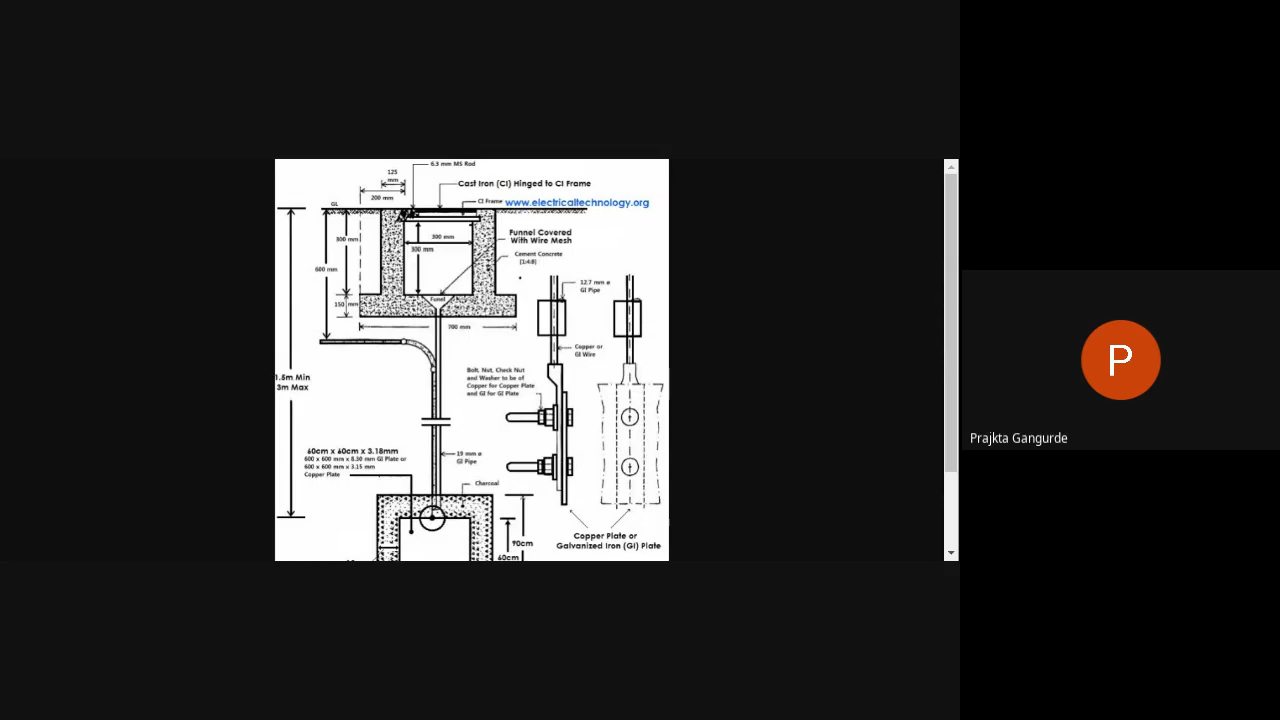 6.3 mm MS Rod
125
mm
Cast Iron (CI) Hinged to CI Frame
200 mm
GL
CI Frame
www.electricaltechnology.org
300 mm
300 mm
300 mm
Funnel Covered
With Wire Mesh
Cement Concrete
(1:4:8)
600 mm
12.7 mm ø
GI Pipe
Funel
150 mm
700 mm
Copper or
GI Wire
1.5m Min
3m Max
Bolt, Nut, Check Nut
and Washer to be of
Copper for Copper Plate
and GI for GI Plate
60cm x 60cm x 3.18mm
600 x 600 mm x 6.30 mm GI Plate or
600 x 600 mm x 3.15 mm
Copper Plate
19 mm ø
GI Pipe
Charcoal
90cm
60cm
Copper Plate or
Galvanized Iron (GI) Plate
P
Prajkta Gangurde